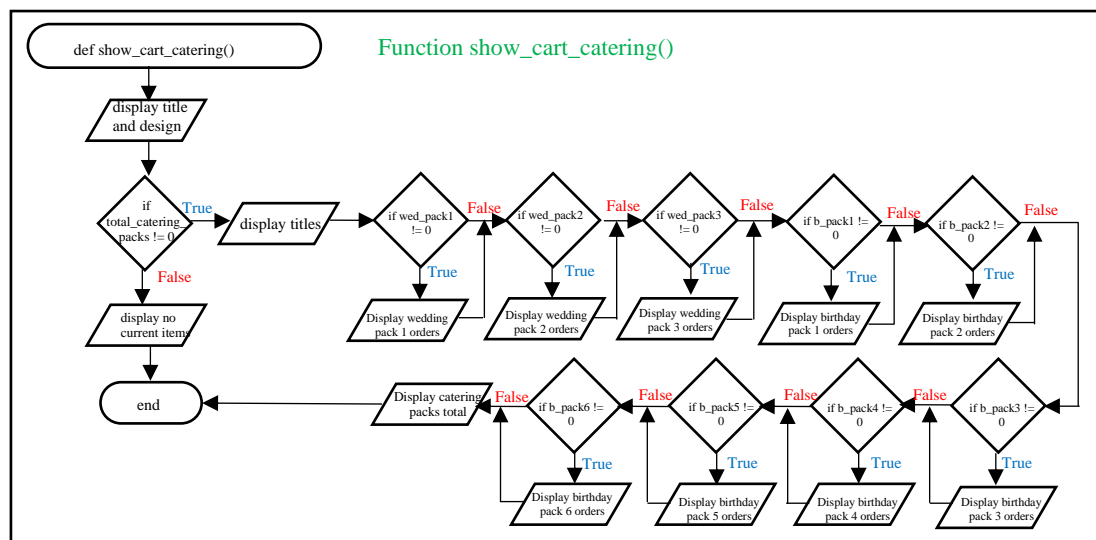 def show_cart_catering()
Function show_cart_catering()
display title
and design
if
total_catering_
packs != 0
True
display titles
if wed_pack1
!= 0
False
if wed_pack2
!= 0
False
if wed_pack3
!= 0
False
if b_pack1 !=
0
False
if b_pack2 !=
0
False
True
True
True
True
True
False
display no
current items
Display wedding
pack 1 orders
Display wedding
pack 2 orders
Display wedding
pack 3 orders
Display birthday
pack 1 orders
Display birthday
pack 2 orders
end
Display catering
packs total
False
if b_pack6 !=
0
False
if b_pack5 !=
0
False
if b_pack4 !=
0
False
if b_pack3 !=
0
True
True
True
True
Display birthday
pack 6 orders
Display birthday
pack 5 orders
Display birthday
pack 4 orders
Display birthday
pack 3 orders